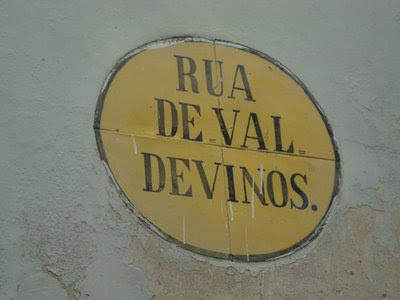 RUA
DE-VAL=
DEVINOS.